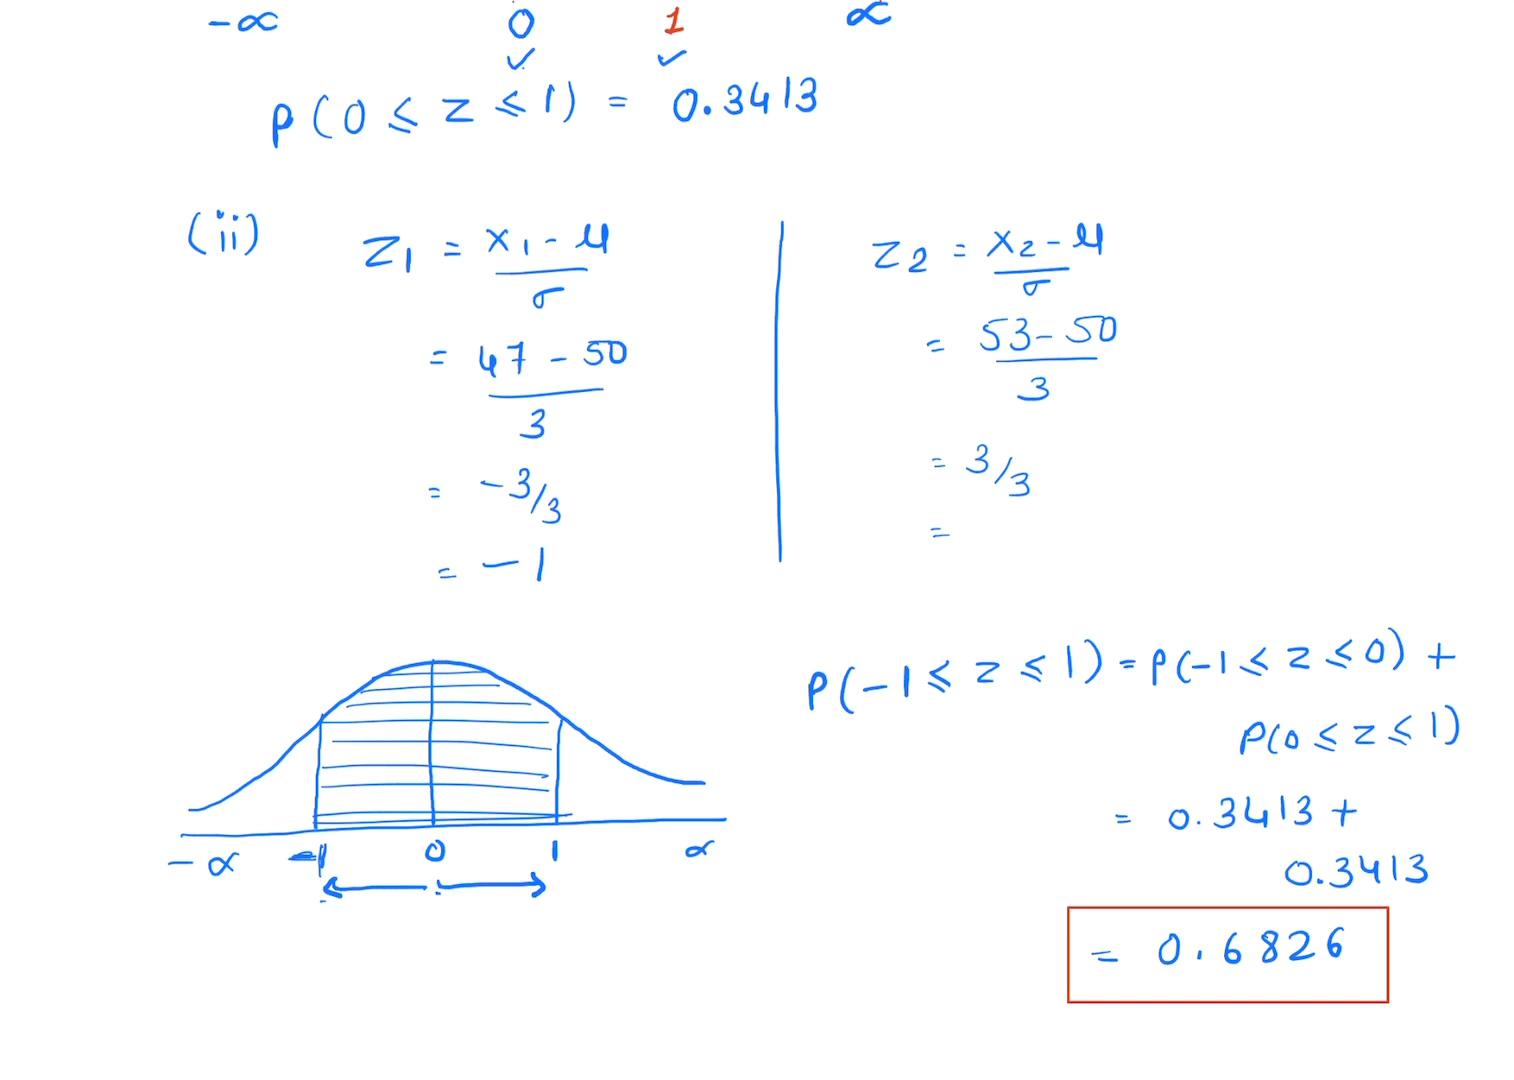 -∝ 0 1 ∝
✓ ✓
P(0 ≤ z ≤ 1) = 0.3413
(ii) z1 = x1 - μ / σ
= 47 - 50 / 3
= -3/3
= -1
z2 = x2 - μ / σ
= 53 - 50 / 3
= 3/3
=
P(-1 ≤ z ≤ 1) = P(-1 ≤ z ≤ 0) +
P(0 ≤ z ≤ 1)
= 0.3413 +
0.3413
= 0.6826
-∝ -1 0 1 ∝